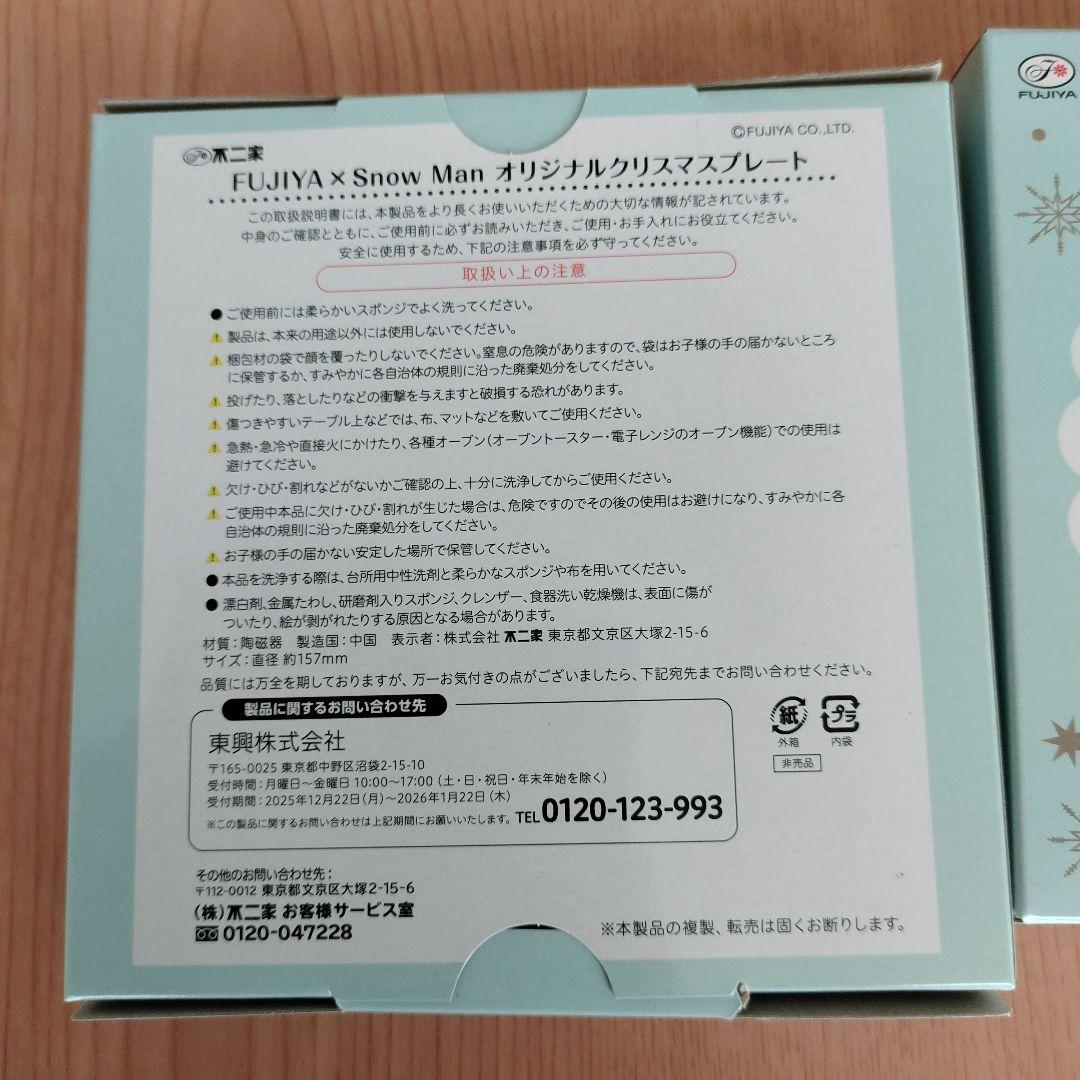 不二家
©FUJIYA CO.,LTD.
FUJIYA×Snow Man オリジナルクリスマスプレート
この取扱説明書には、本製品をより長くお使いいただくための大切な情報が記されています。
中身のご確認とともに、ご使用前に必ずお読みいただき、ご使用・お手入れにお役立てください。
安全に使用するため、下記の注意事項を必ず守ってください。
取扱い上の注意
●ご使用前には柔らかいスポンジでよく洗ってください。
⚠製品は、本来の用途以外には使用しないでください。
⚠梱包材の袋で顔を覆ったりしないでください。窒息の危険がありますので、袋はお子様の手の届かないところ
に保管するか、すみやかに各自治体の規則に沿った廃棄処分をしてください。
⚠投げたり、落としたりなどの衝撃を与えますと破損する恐れがあります。
⚠傷つきやすいテーブル上などでは、布、マットなどを敷いてご使用ください。
⚠急熱・急冷や直接火にかけたり、各種オーブン(オーブントースター・電子レンジのオーブン機能)での使用は
避けてください。
⚠欠け・ひび・割れなどがないかご確認の上、十分に洗浄してからご使用ください。
⚠ご使用中本品に欠け・ひび・割れが生じた場合は、危険ですのでその後の使用はお避けになり、すみやかに各
自治体の規則に沿った廃棄処分をしてください。
⚠お子様の手の届かない安定した場所で保管してください。
●本品を洗浄する際は、台所用中性洗剤と柔らかなスポンジや布を用いてください。
●漂白剤、金属たわし、研磨剤入りスポンジ、クレンザー、食器洗い乾燥機は、表面に傷が
ついたり、絵が剥がれたりする原因となる場合があります。
材質:陶磁器 製造国:中国 表示者:株式会社 不二家 東京都文京区大塚2-15-6
サイズ:直径 約157mm
品質には万全を期しておりますが、万一お気付きの点がございましたら、下記宛先までお問い合わせください。
製品に関するお問い合わせ先
東興株式会社
〒165-0025 東京都中野区沼袋2-15-10
受付時間:月曜日～金曜日 10:00～17:00 (土・日・祝日・年末年始を除く)
受付期間:2025年12月22日(月)～2026年1月22日(木)
※この製品に関するお問い合わせは上記期間にお願いいたします。 TEL 0120-123-993
紙
外箱
プラ
内袋
非売品
その他のお問い合わせ先:
〒112-0012 東京都文京区大塚2-15-6
(株)不二家 お客様サービス室
0120-047228
※本製品の複製、転売は固くお断りします。
FUJIYA